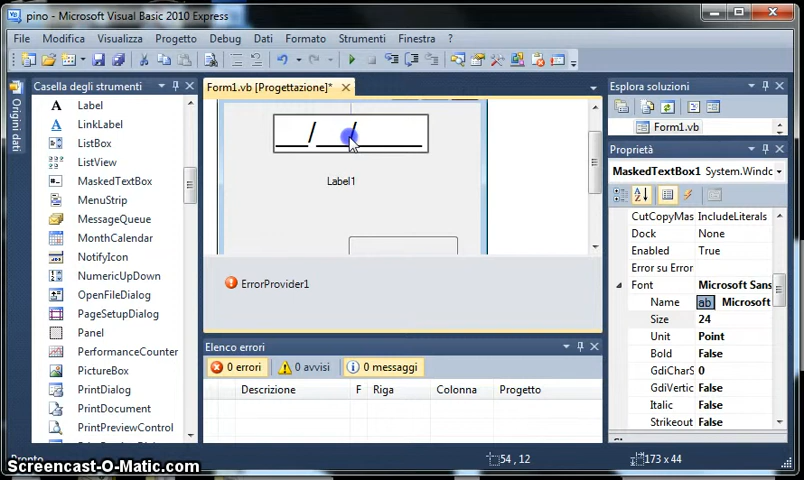 pino - Microsoft Visual Basic 2010 Express
File Modifica Visualizza Progetto Debug Dati Formato Strumenti Finestra ?
Origini dati
Casella degli strumenti
Label
LinkLabel
ListBox
ListView
MaskedTextBox
MenuStrip
MessageQueue
MonthCalendar
NotifyIcon
NumericUpDown
OpenFileDialog
PageSetupDialog
Panel
PerformanceCounter
PictureBox
PrintDialog
PrintDocument
PrintPreviewControl
Form1.vb [Progettazione]*
__/__/____
Label1
ErrorProvider1
Elenco errori
0 errori 0 avvisi 0 messaggi
Descrizione F Riga Colonna Progetto
Esplora soluzioni
Form1.vb
Proprietà
MaskedTextBox1 System.Windo
CutCopyMas IncludeLiterals
Dock None
Enabled True
Error su Error
Font Microsoft Sans
Name ab Microsoft
Size 24
Unit Point
Bold False
GdiCharS 0
GdiVertic False
Italic False
Strikeout False
Pronto 54 , 12 173 x 44
Screencast-O-Matic.com